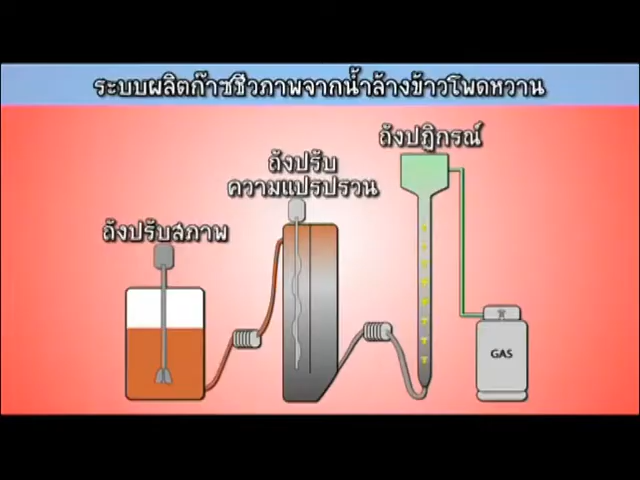 ระบบผลิตก๊าซชีวภาพจากน้ำล้างข้าวโพดหวาน
ถังปฏิกรณ์
ถังปรับ
ความแปรปรวน
ถังปรับสภาพ
GAS